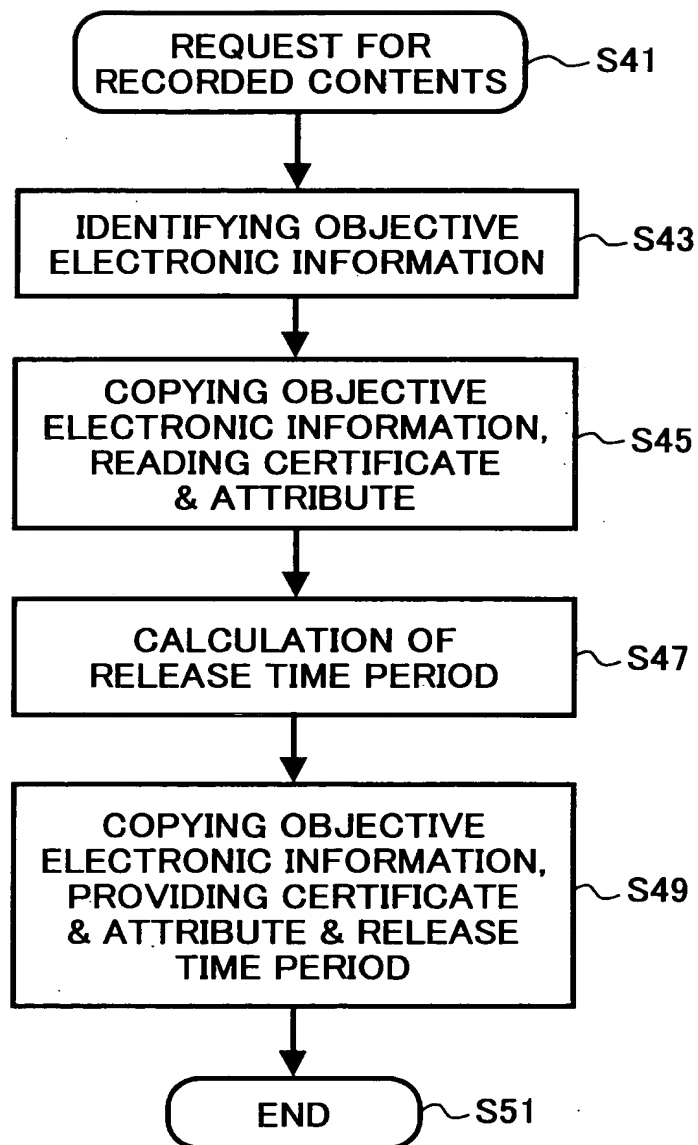 REQUEST FOR
RECORDED CONTENTS
S41
IDENTIFYING OBJECTIVE
ELECTRONIC INFORMATION
S43
COPYING OBJECTIVE
ELECTRONIC INFORMATION,
READING CERTIFICATE
& ATTRIBUTE
S45
CALCULATION OF
RELEASE TIME PERIOD
S47
COPYING OBJECTIVE
ELECTRONIC INFORMATION,
PROVIDING CERTIFICATE
& ATTRIBUTE & RELEASE
TIME PERIOD
S49
END
S51